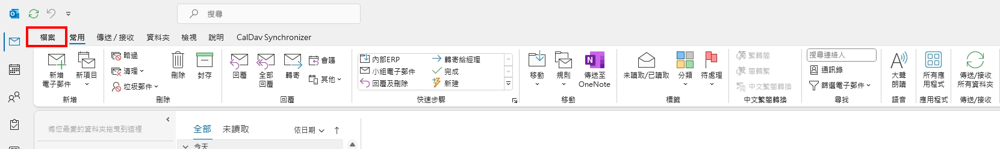 搜尋
檔案 常用 傳送 / 接收 資料夾 檢視 說明 CalDav Synchronizer
新增
電子郵件
新項目
新增
略過
清理
垃圾郵件
刪除
封存
刪除
回覆
全部
回覆
轉寄
會議
其他
回覆
內部ERP
小組電子郵件
回覆及刪除
轉寄給經理
完成
新建
快速步驟
移動
規則
傳送至
OneNote
移動
未讀取/已讀取
分類
待處理
標籤
繁轉簡
簡轉繁
中文繁簡轉換
中文繁簡轉換
搜尋連絡人
通訊錄
篩選電子郵件
尋找
大聲
朗讀
語音
所有應
用程式
應用程式
傳送/接收
所有資料夾
傳送/接收
將您最愛的資料夾拖曳到這裡
全部 未讀取 依日期
今天